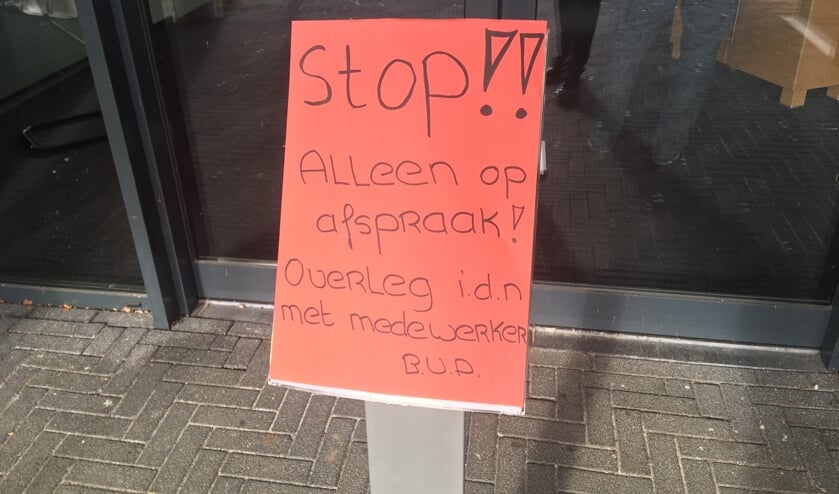 Stop!!
ALLeen op
afspraak!
OverLeg i.d.n
met medewerker
B.U.D.